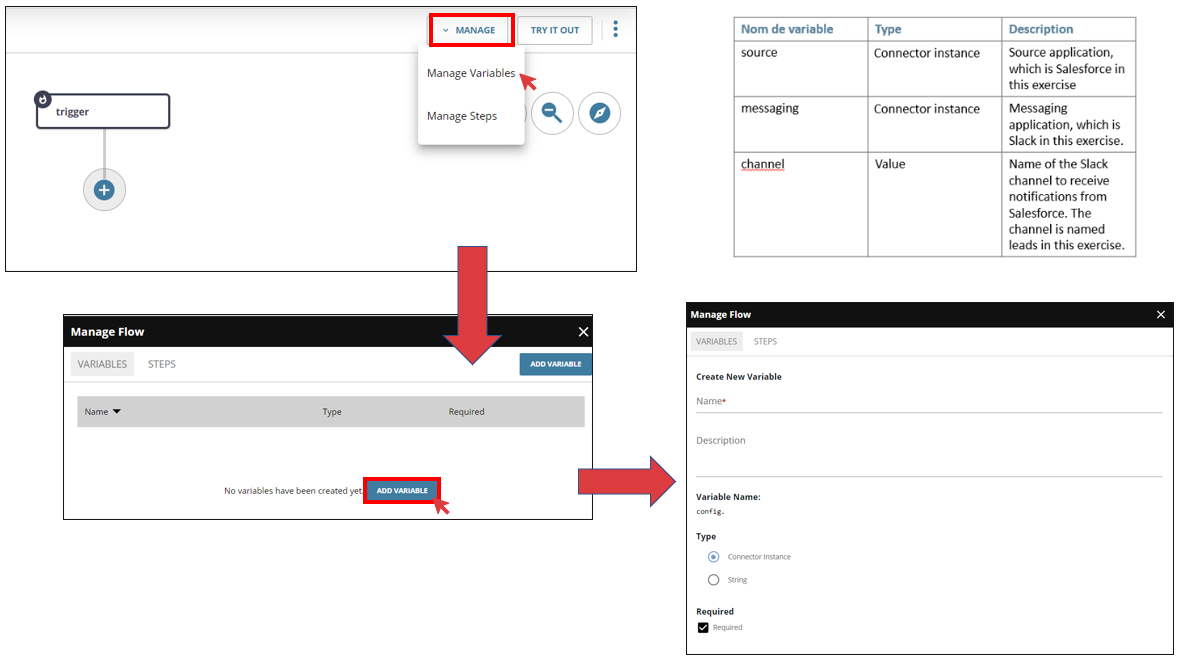 MANAGE
TRY IT OUT
Manage Variables
Manage Steps
trigger
Nom de variable Type Description
source Connector instance Source application,
which is Salesforce in
this exercise
messaging Connector instance Messaging
application, which is
Slack in this exercise.
channel Value Name of the Slack
channel to receive
notifications from
Salesforce. The
channel is named
leads in this exercise.
Manage Flow
VARIABLES STEPS ADD VARIABLE
Name Type Required
No variables have been created yet. ADD VARIABLE
Manage Flow
VARIABLES STEPS
Create New Variable
Name*
Description
Variable Name:
config.
Type
Connector Instance
String
Required
Required